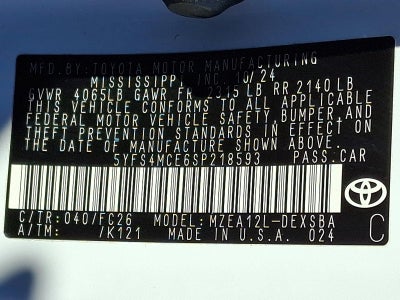 MFD. BY: TOYOTA MOTOR MANUFACTURING
MISSISSIPPI, INC. 10/24
GVWR 4065LB GAWR FR 2315LB RR 2140LB
THIS VEHICLE CONFORMS TO ALL APPLICABLE
FEDERAL MOTOR VEHICLE SAFETY, BUMPER, AND
THEFT PREVENTION STANDARDS IN EFFECT ON
THE DATE OF MANUFACTURE SHOWN ABOVE.
5YFS4MCE6SP218593 PASS.CAR
C/TR: 040/FC26 MODEL: MZEA12L-DEXSBA
A/TM: /K121 MADE IN U.S.A. 024
TOYOTA
C